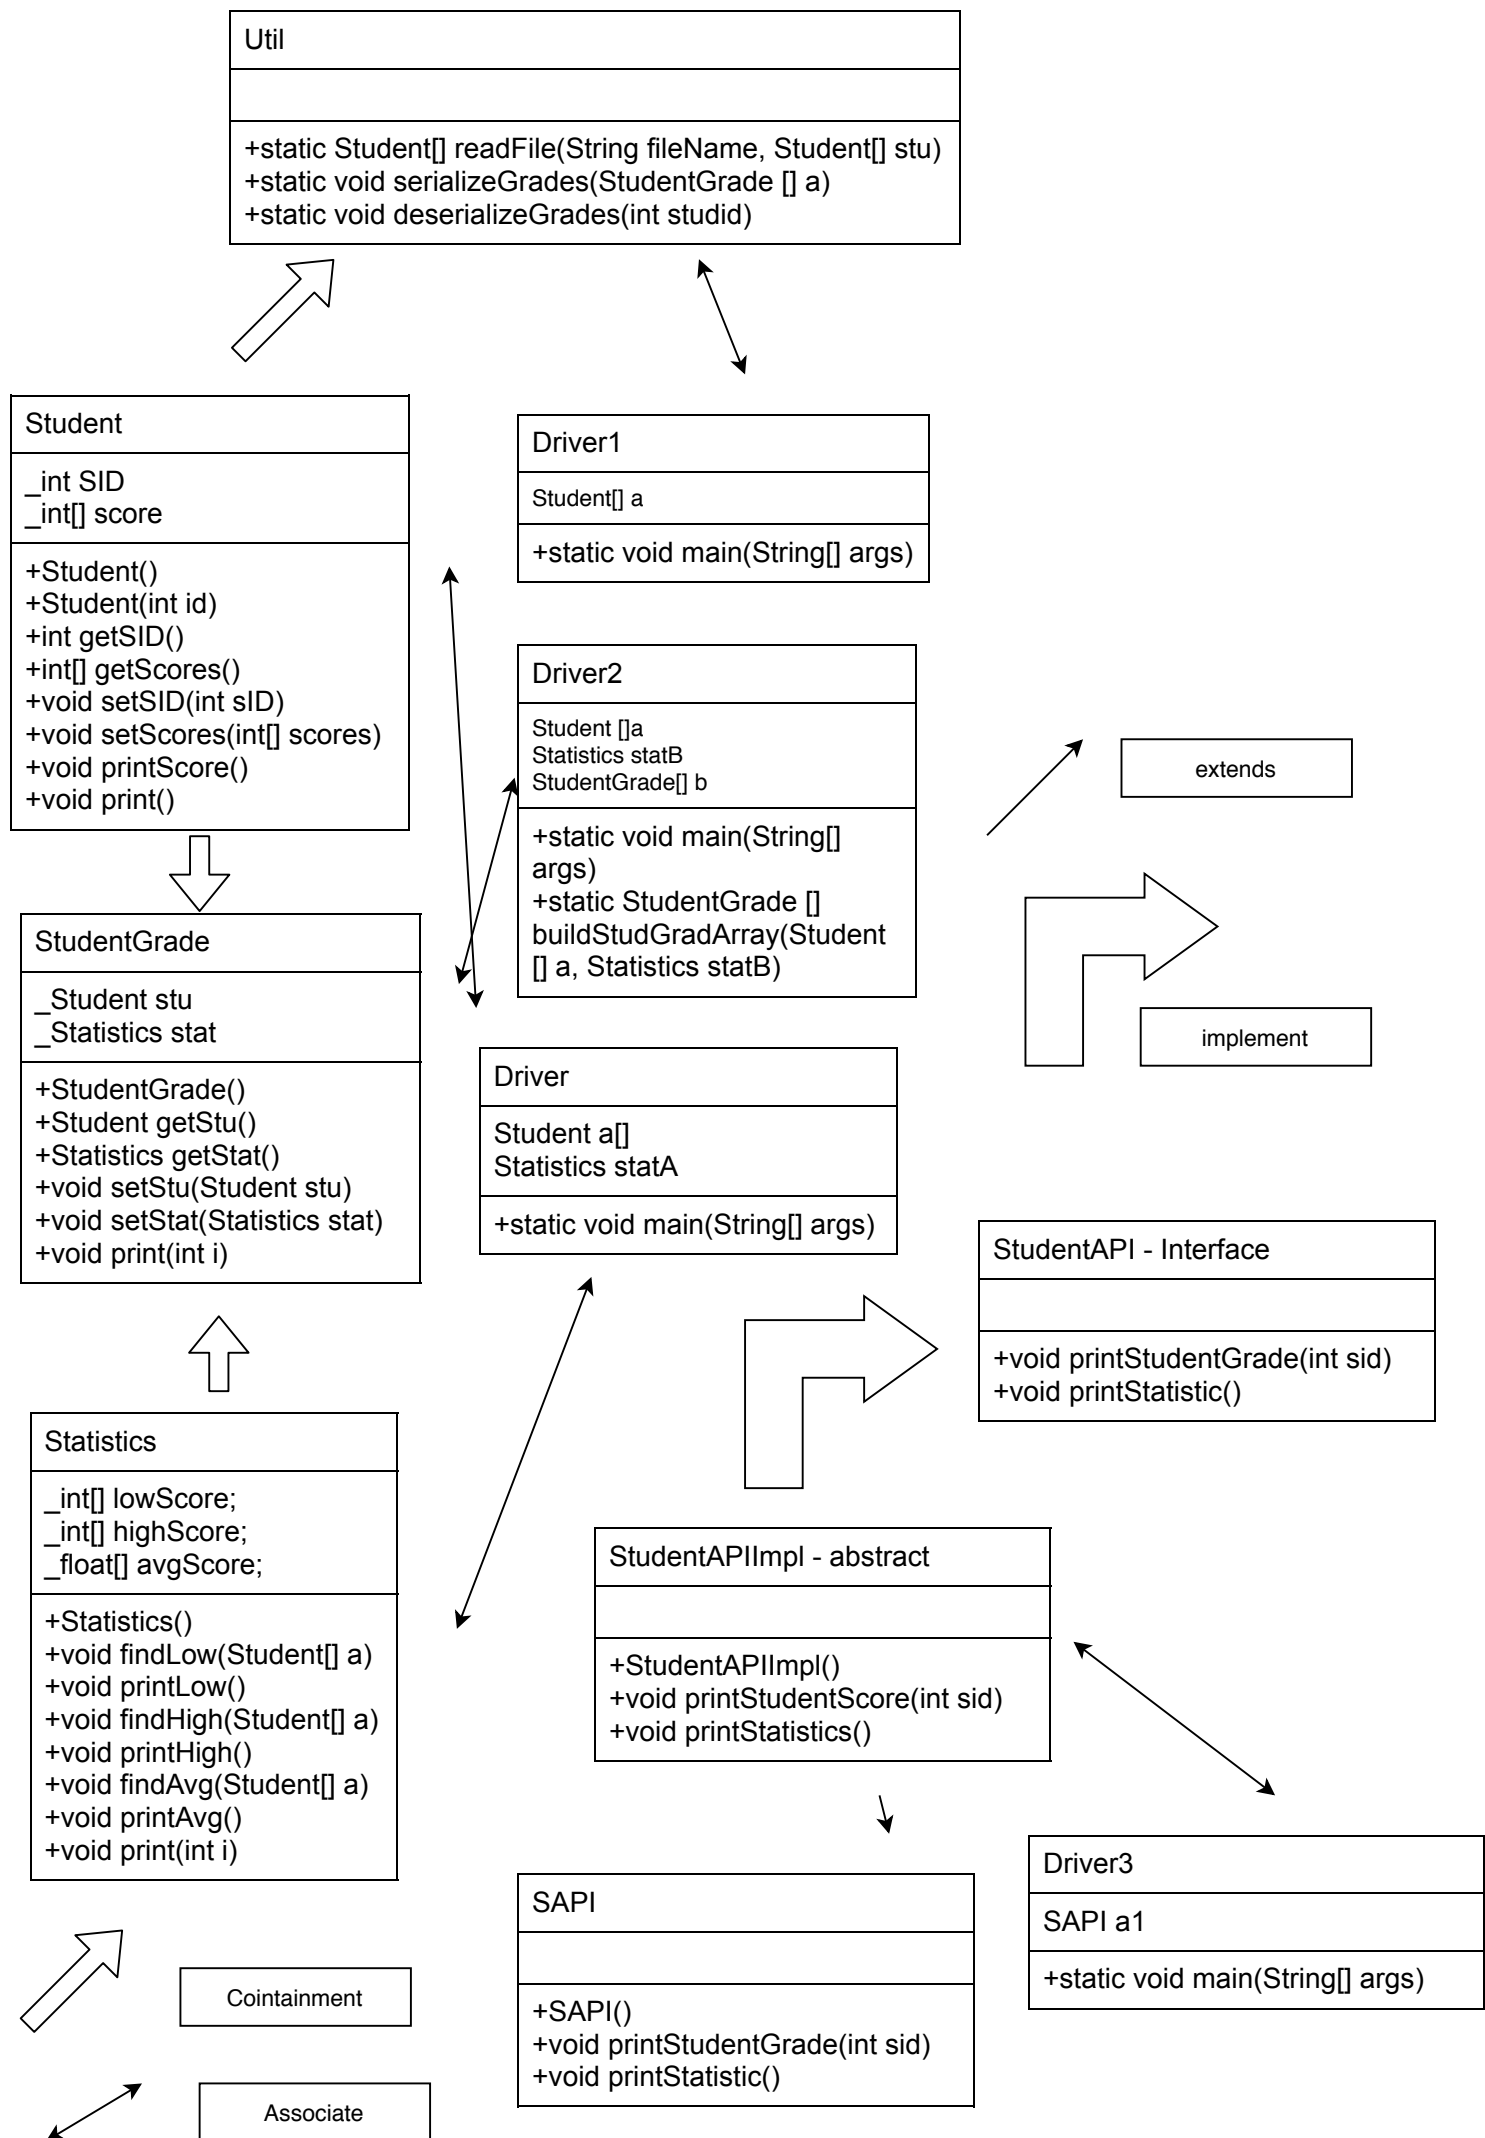 Util
+static Student[] readFile(String fileName, Student[] stu)
+static void serializeGrades(StudentGrade [] a)
+static void deserializeGrades(int studid)
Student
_int SID
_int[] score
+Student()
+Student(int id)
+int getSID()
+int[] getScores()
+void setSID(int sID)
+void setScores(int[] scores)
+void printScore()
+void print()
Driver1
Student[] a
+static void main(String[] args)
Driver2
Student []a
Statistics statB
StudentGrade[] b
+static void main(String[]
args)
+static StudentGrade []
buildStudGradArray(Student
[] a, Statistics statB)
extends
implement
StudentGrade
_Student stu
_Statistics stat
+StudentGrade()
+Student getStu()
+Statistics getStat()
+void setStu(Student stu)
+void setStat(Statistics stat)
+void print(int i)
Driver
Student a[]
Statistics statA
+static void main(String[] args)
StudentAPI - Interface
+void printStudentGrade(int sid)
+void printStatistic()
Statistics
_int[] lowScore;
_int[] highScore;
_float[] avgScore;
+Statistics()
+void findLow(Student[] a)
+void printLow()
+void findHigh(Student[] a)
+void printHigh()
+void findAvg(Student[] a)
+void printAvg()
+void print(int i)
StudentAPIImpl - abstract
+StudentAPIImpl()
+void printStudentScore(int sid)
+void printStatistics()
SAPI
+SAPI()
+void printStudentGrade(int sid)
+void printStatistic()
Driver3
SAPI a1
+static void main(String[] args)
Cointainment
Associate